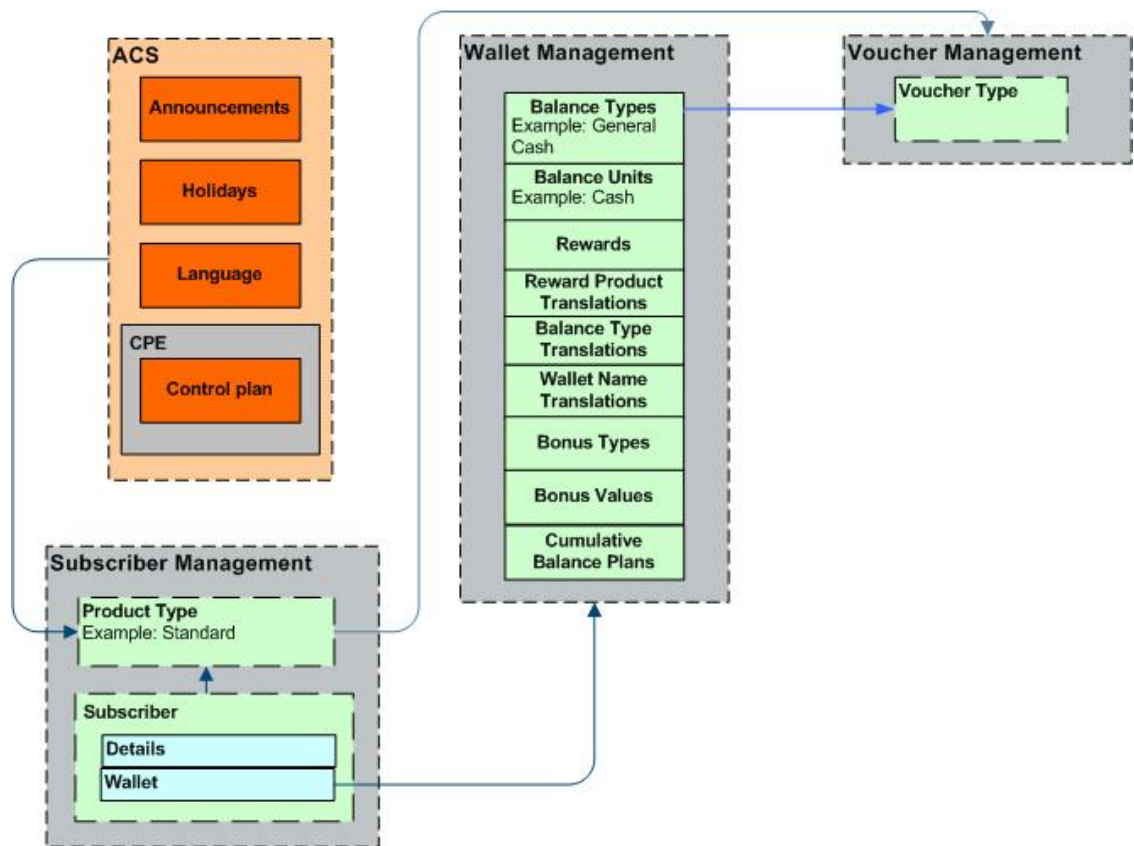 ACS
Announcements
Holidays
Language
CPE
Control plan
Wallet Management
Balance Types
Example: General
Cash
Balance Units
Example: Cash
Rewards
Reward Product
Translations
Balance Type
Translations
Wallet Name
Translations
Bonus Types
Bonus Values
Cumulative
Balance Plans
Voucher Management
Voucher Type
Subscriber Management
Product Type
Example: Standard
Subscriber
Details
Wallet